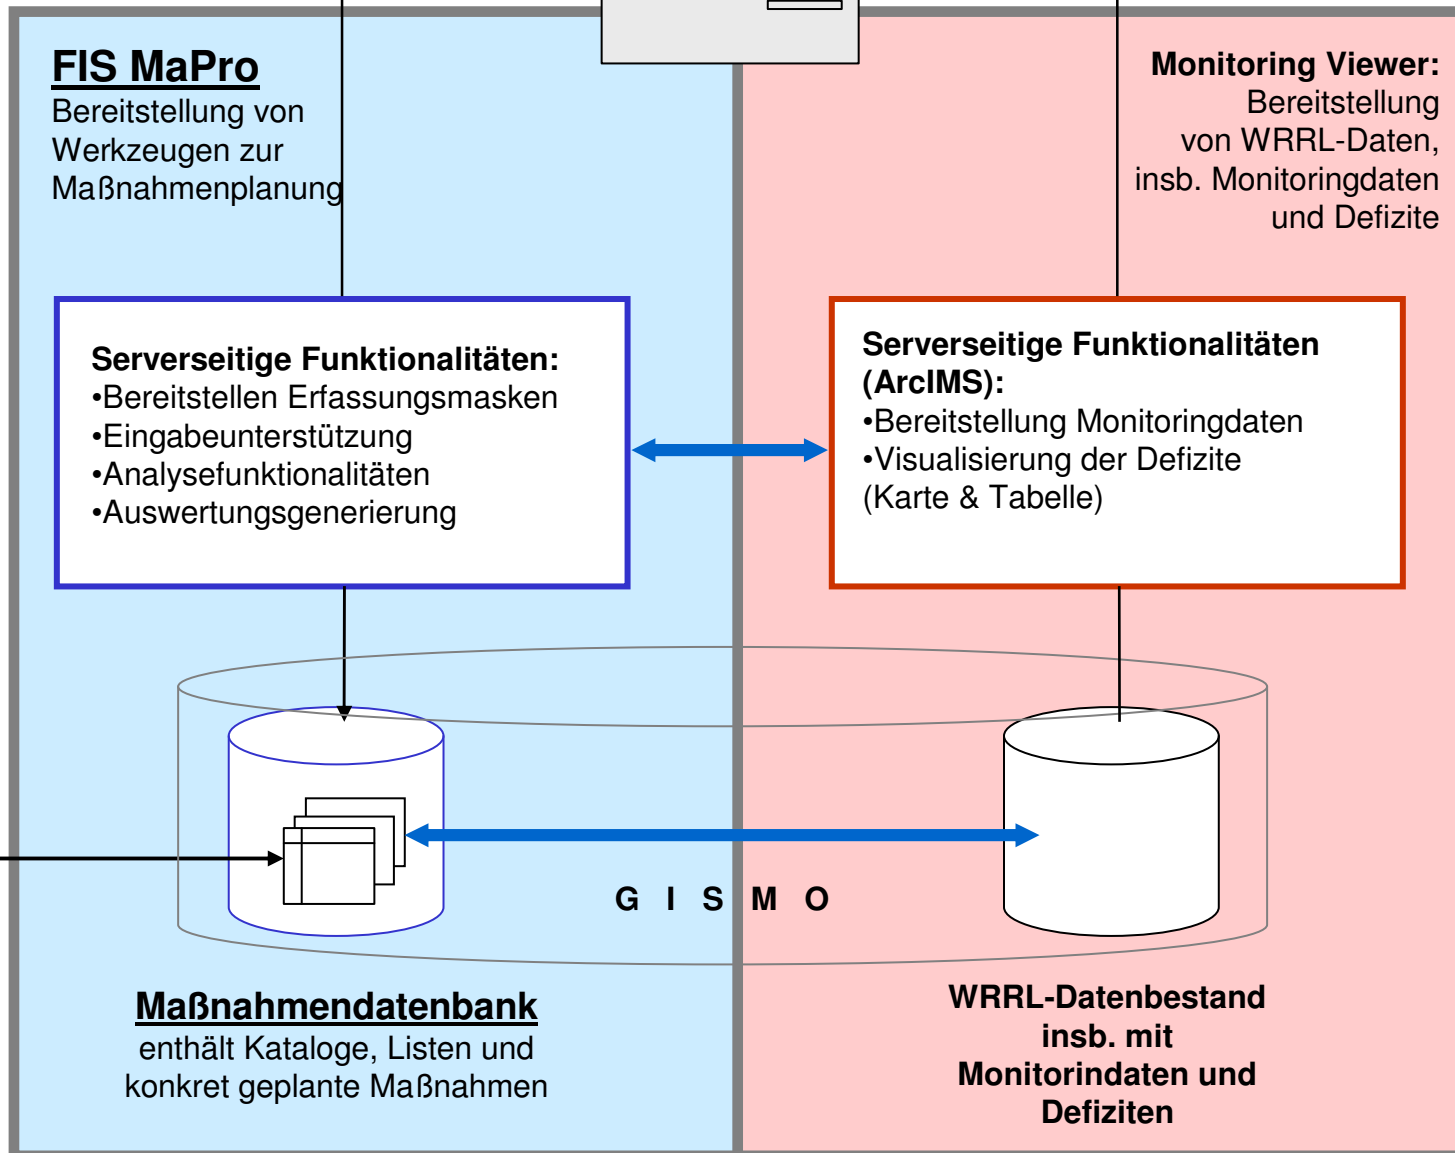 FIS MaPro
Bereitstellung von
Werkzeugen zur
Maßnahmenplanung
Monitoring Viewer:
Bereitstellung
von WRRL-Daten,
insb. Monitoringdaten
und Defizite
Serverseitige Funktionalitäten:
•Bereitstellen Erfassungsmasken
•Eingabeunterstützung
•Analysefunktionalitäten
•Auswertungsgenerierung
Serverseitige Funktionalitäten
(ArcIMS):
•Bereitstellung Monitoringdaten
•Visualisierung der Defizite
(Karte & Tabelle)
G I S M O
Maßnahmendatenbank
enthält Kataloge, Listen und
konkret geplante Maßnahmen
WRRL-Datenbestand
insb. mit
Monitorindaten und
Defiziten